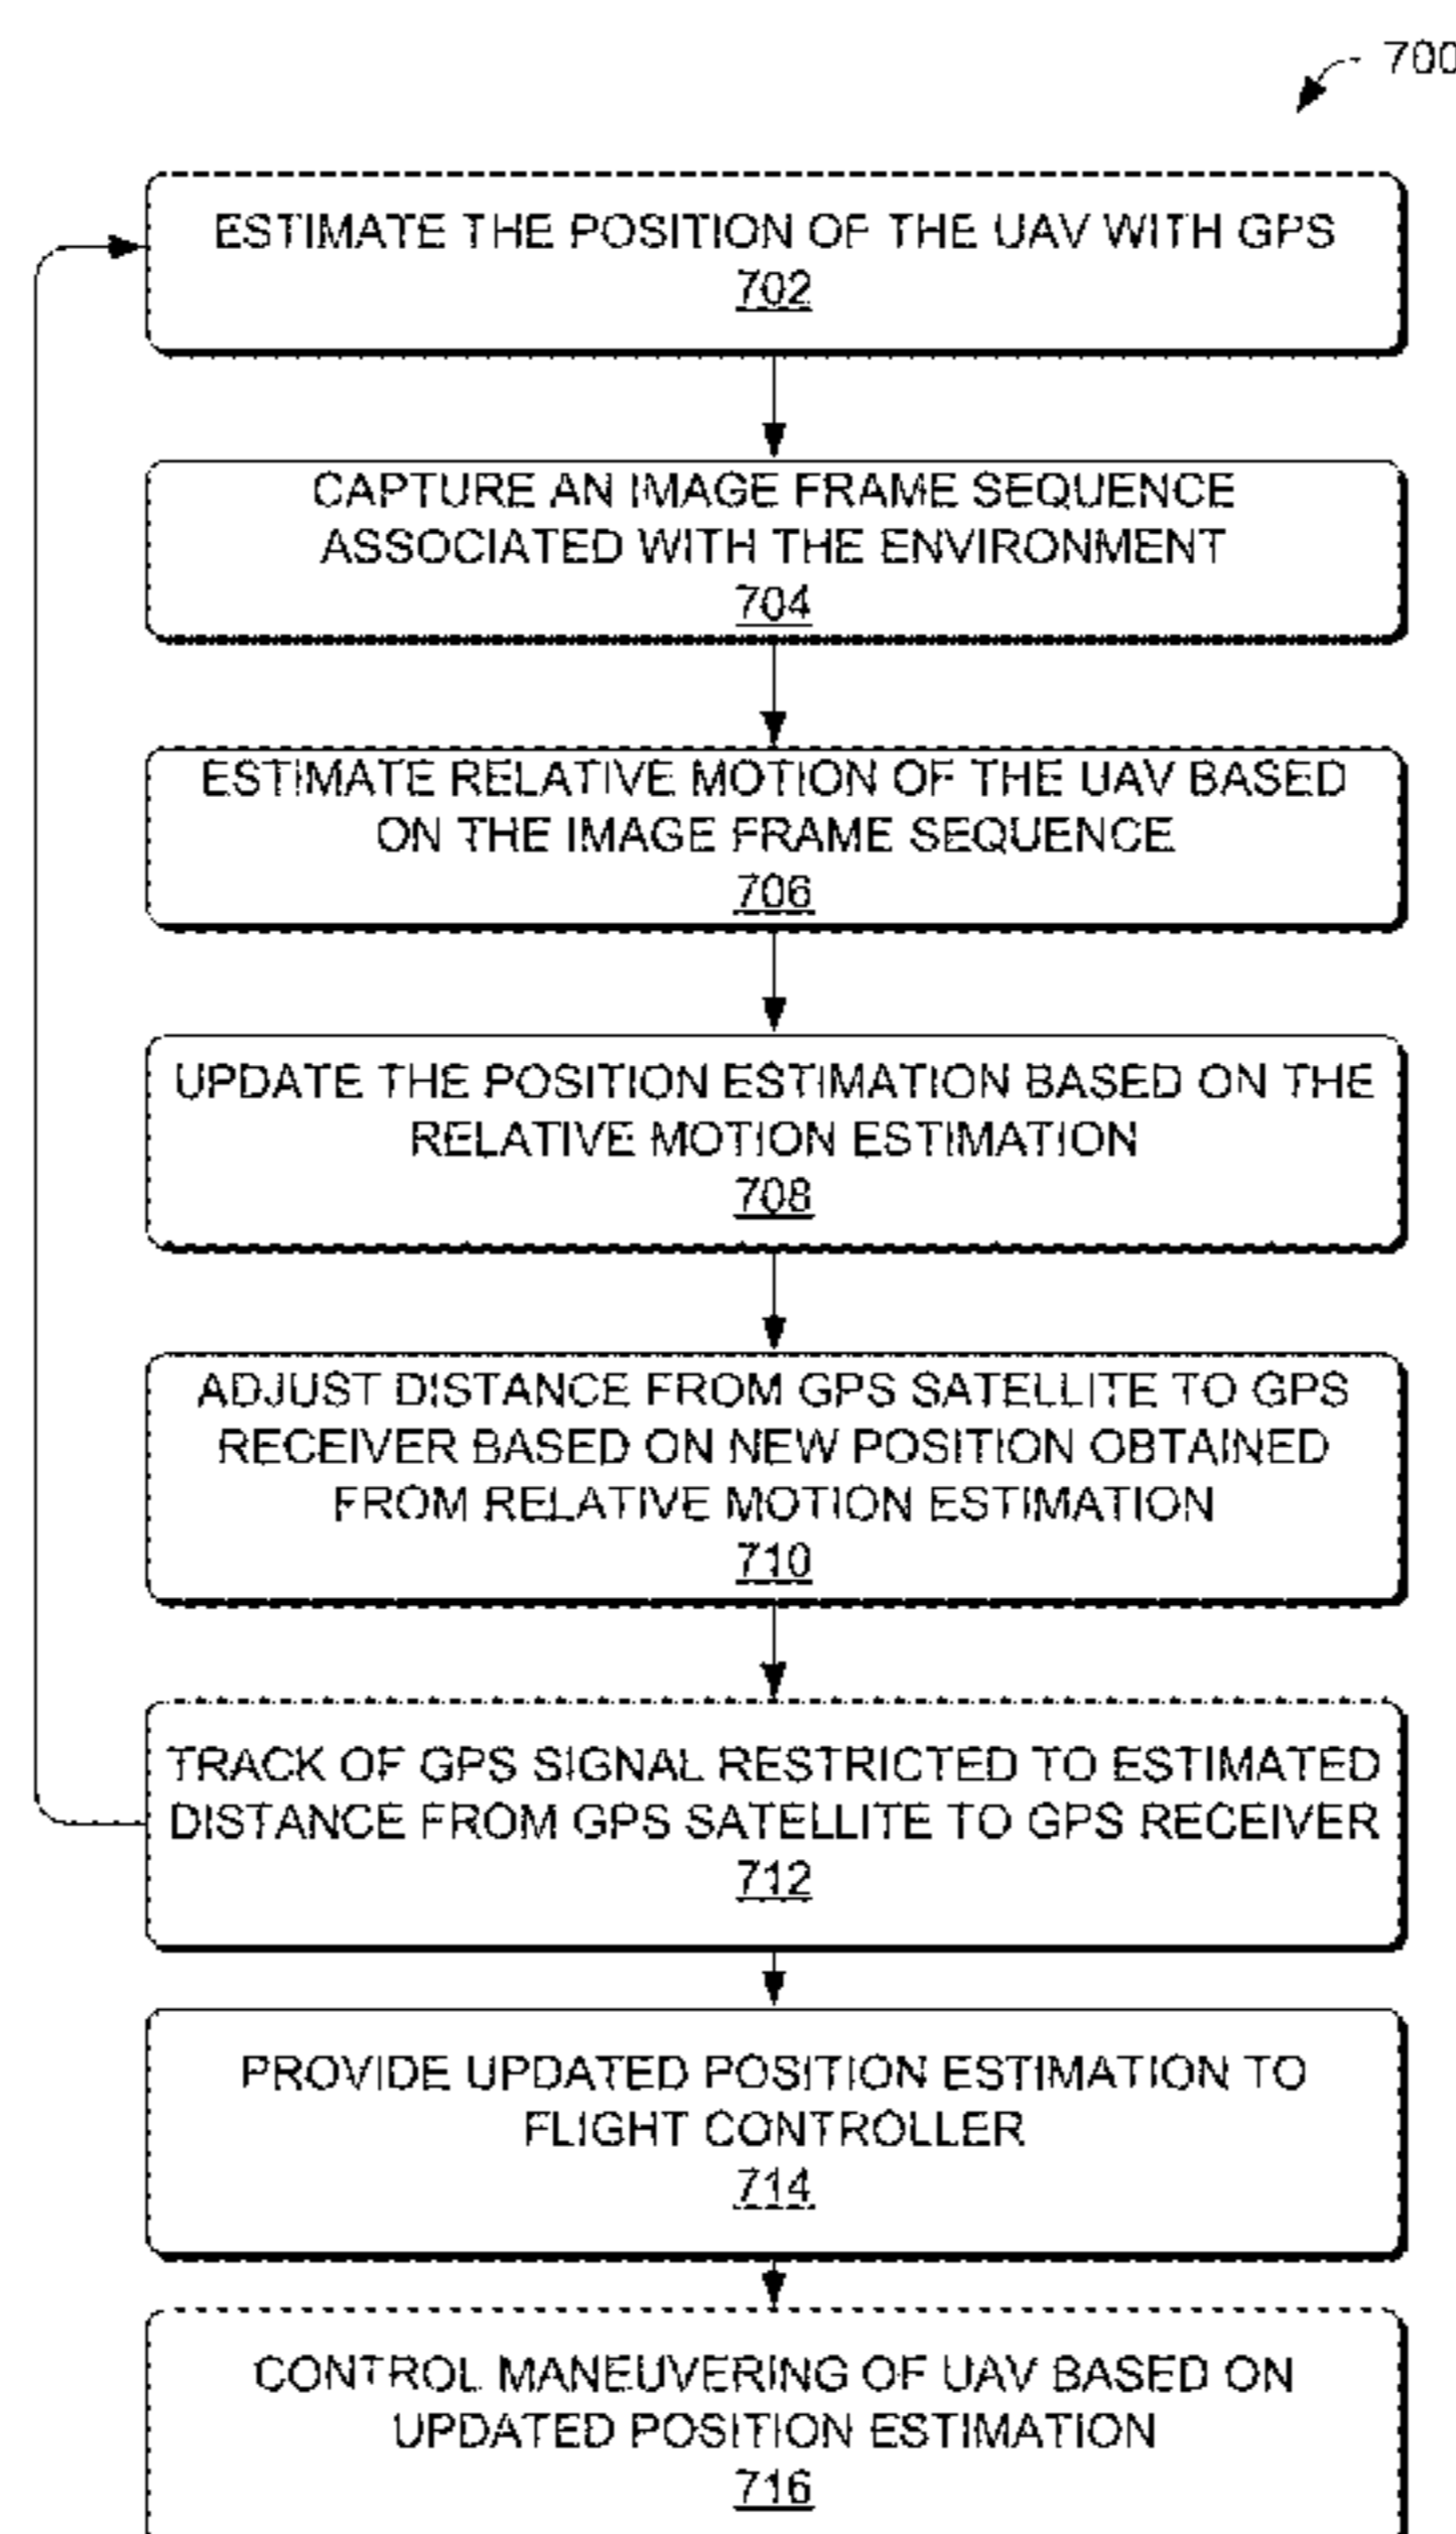 700
ESTIMATE THE POSITION OF THE UAV WITH GPS
702
CAPTURE AN IMAGE FRAME SEQUENCE
ASSOCIATED WITH THE ENVIRONMENT
704
ESTIMATE RELATIVE MOTION OF THE UAV BASED
ON THE IMAGE FRAME SEQUENCE
706
UPDATE THE POSITION ESTIMATION BASED ON THE
RELATIVE MOTION ESTIMATION
708
ADJUST DISTANCE FROM GPS SATELLITE TO GPS
RECEIVER BASED ON NEW POSITION OBTAINED
FROM RELATIVE MOTION ESTIMATION
710
TRACK OF GPS SIGNAL RESTRICTED TO ESTIMATED
DISTANCE FROM GPS SATELLITE TO GPS RECEIVER
712
PROVIDE UPDATED POSITION ESTIMATION TO
FLIGHT CONTROLLER
714
CONTROL MANEUVERING OF UAV BASED ON
UPDATED POSITION ESTIMATION
716